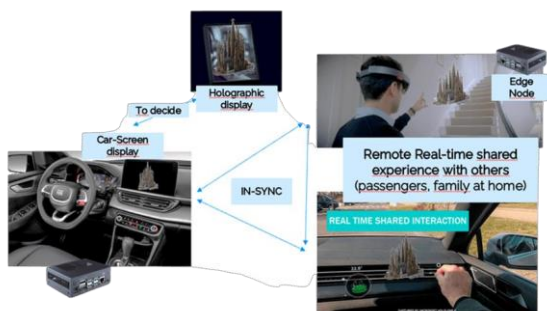 Holographic
display
To decide
Car-Screen
display
IN-SYNC
Edge
Node
Remote Real-time shared
experience with others
(passengers, family at home)
REAL TIME SHARED INTERACTION